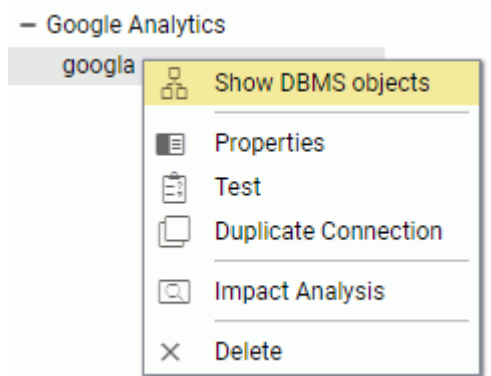 – Google Analytics
googla
Show DBMS objects
Properties
Test
Duplicate Connection
Impact Analysis
Delete